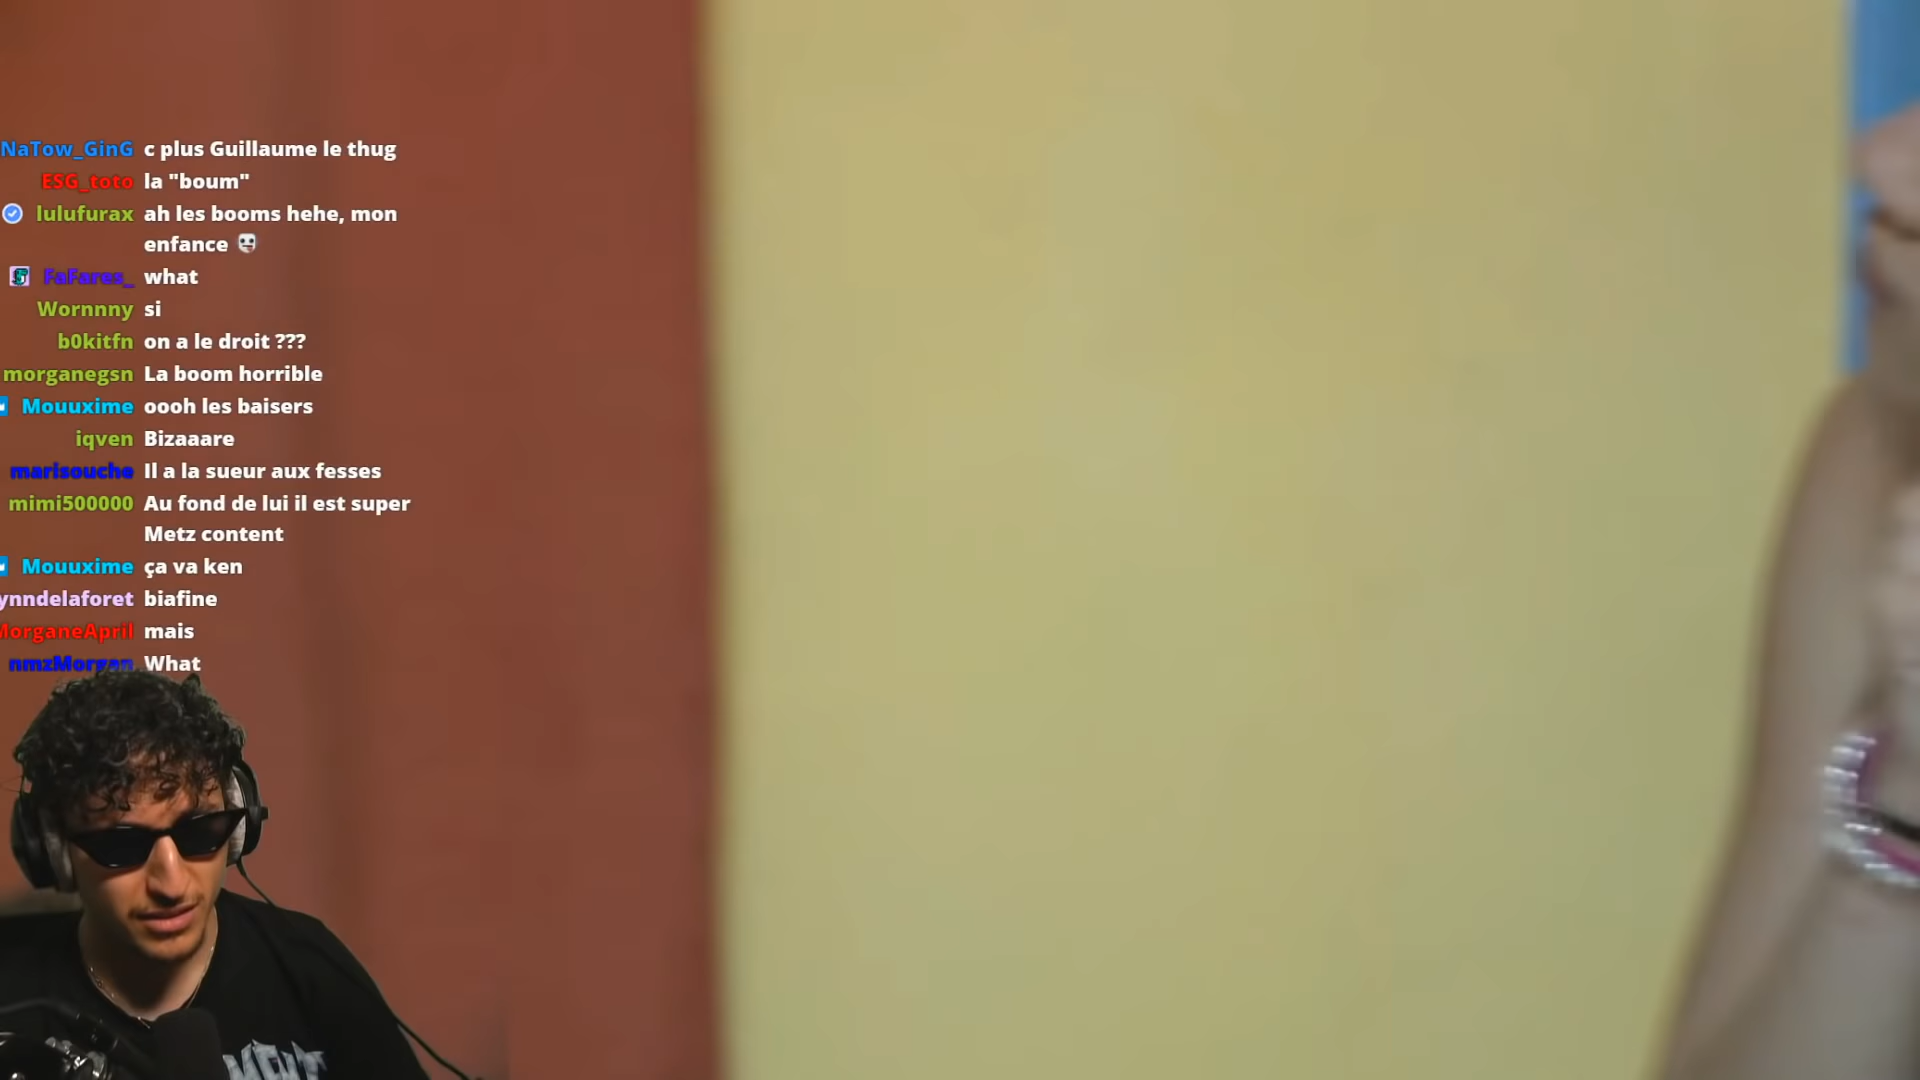 NaTow_GinG c plus Guillaume le thug
ESG_toto la "boum"
lulufurax ah les booms hehe, mon
enfance
FaFares_ what
Wornnny si
b0kitfn on a le droit ???
morganegsn La boom horrible
Mouuxime oooh les baisers
iqven Bizaaare
marisouche Il a la sueur aux fesses
mimi500000 Au fond de lui il est super
Metz content
Mouuxime ça va ken
ynndelaforet biafine
MorganeApril mais
nmzMorgan What